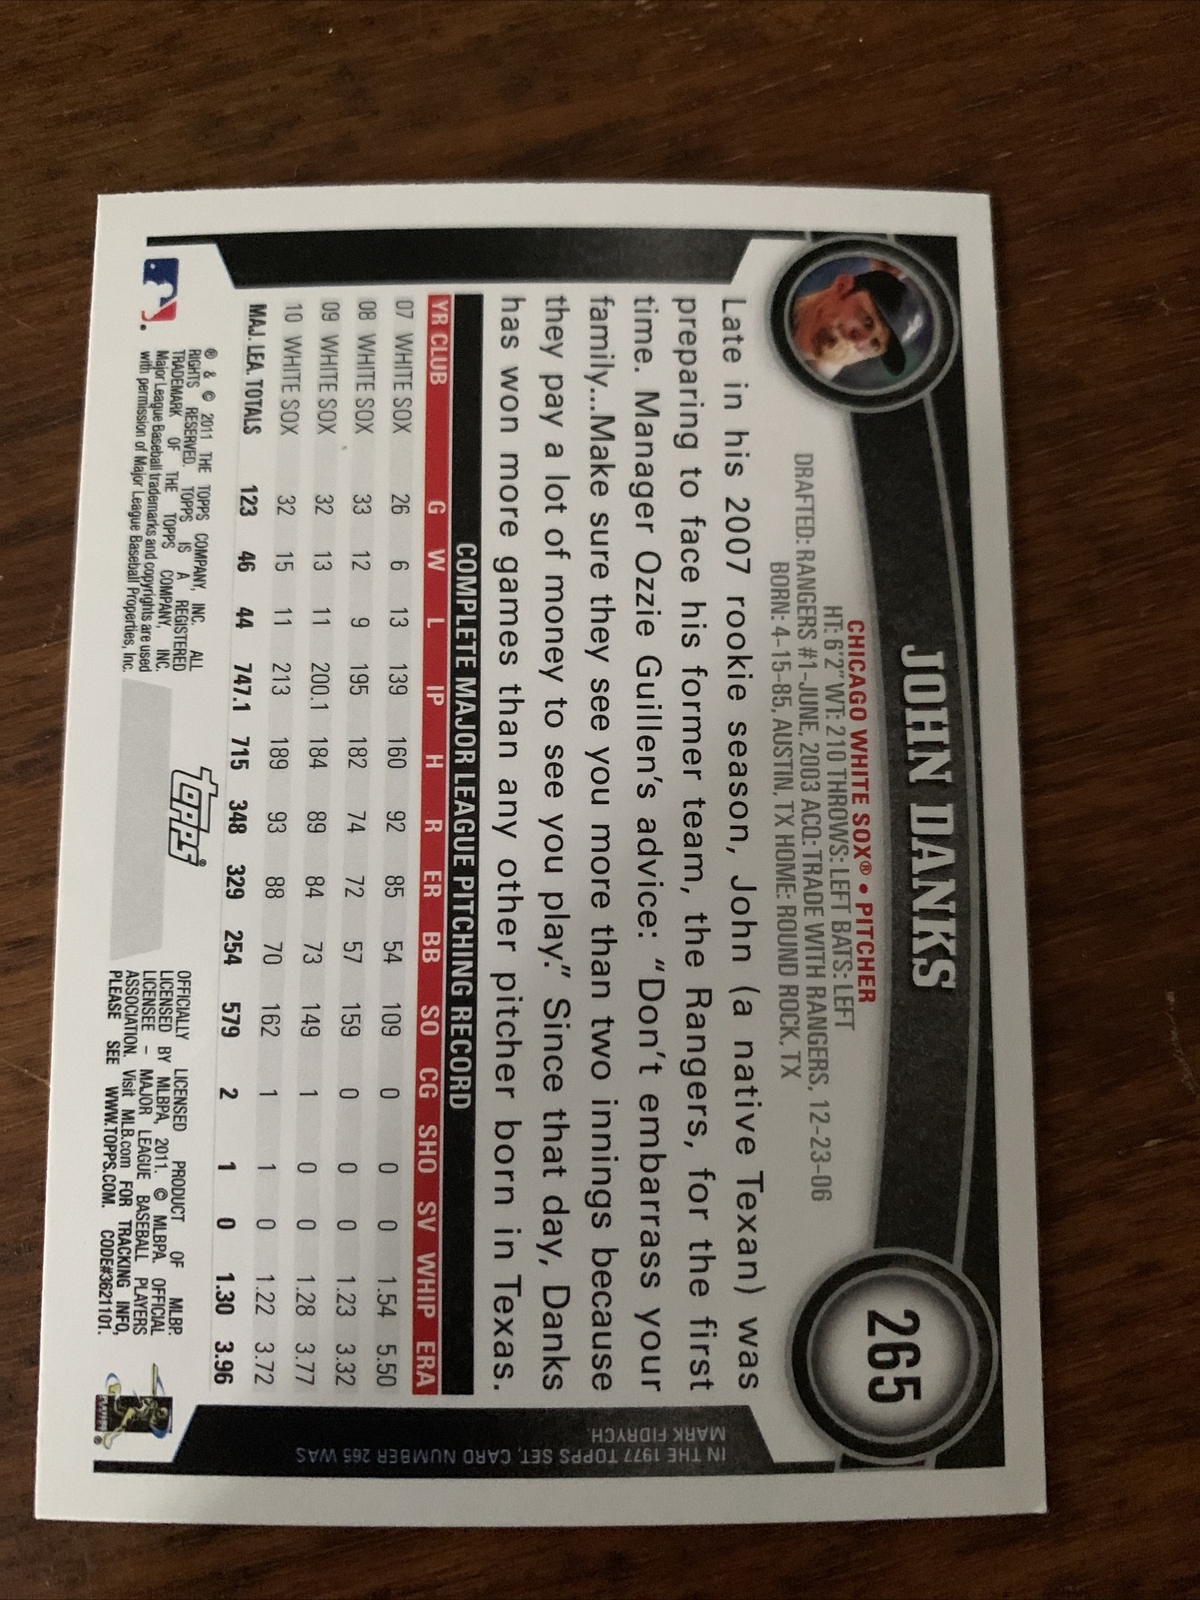 265
JOHN DANKS
CHICAGO WHITE SOX® • PITCHER
HT: 6'2" WT: 210 THROWS: LEFT BATS: LEFT
DRAFTED: RANGERS #1-JUNE, 2003 ACQ: TRADE WITH RANGERS, 12-23-06
BORN: 4-15-85, AUSTIN, TX HOME: ROUND ROCK, TX
Late in his 2007 rookie season, John (a native Texan) was
preparing to face his former team, the Rangers, for the first
time. Manager Ozzie Guillen's advice: "Don't embarrass your
family...Make sure they see you more than two innings because
they pay a lot of money to see you play." Since that day, Danks
has won more games than any other pitcher born in Texas.
COMPLETE MAJOR LEAGUE PITCHING RECORD
YR CLUB G W L IP H R ER BB SO CG SHO SV WHIP ERA
07 WHITE SOX 26 6 13 139 160 92 85 54 109 0 0 0 1.54 5.50
08 WHITE SOX 33 12 9 195 182 74 72 57 159 0 0 0 1.23 3.32
09 WHITE SOX 32 13 11 200.1 184 89 84 73 149 1 0 0 1.28 3.77
10 WHITE SOX 32 15 11 213 189 93 88 70 162 1 1 0 1.22 3.72
MAJ. LEA. TOTALS 123 46 44 747.1 715 348 329 254 579 2 1 0 1.30 3.96
IN THE 1977 TOPPS SET, CARD NUMBER 265 WAS
MARK FIDRYCH.
® & © 2011 THE TOPPS COMPANY, INC. ALL
RIGHTS RESERVED. TOPPS IS A REGISTERED
TRADEMARK OF THE TOPPS COMPANY, INC.
Major League Baseball trademarks and copyrights are used
with permission of Major League Baseball Properties, Inc.
topps®
OFFICIALLY LICENSED PRODUCT OF MLBP.
LICENSED BY MLBPA, 2011. © MLBPA. OFFICIAL
LICENSEE – MAJOR LEAGUE BASEBALL PLAYERS
ASSOCIATION. Visit MLB.com FOR TRACKING INFO,
PLEASE SEE WWW.TOPPS.COM. CODE#3621101.